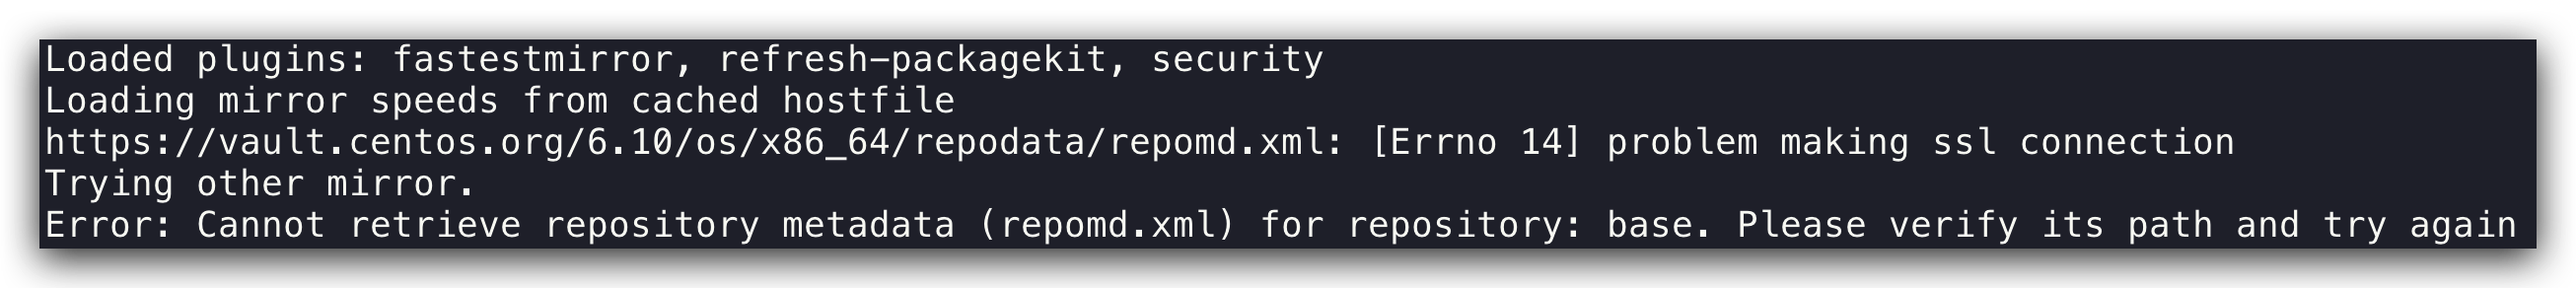 Loaded plugins: fastestmirror, refresh-packagekit, security
Loading mirror speeds from cached hostfile
https://vault.centos.org/6.10/os/x86_64/repodata/repomd.xml: [Errno 14] problem making ssl connection
Trying other mirror.
Error: Cannot retrieve repository metadata (repomd.xml) for repository: base. Please verify its path and try again